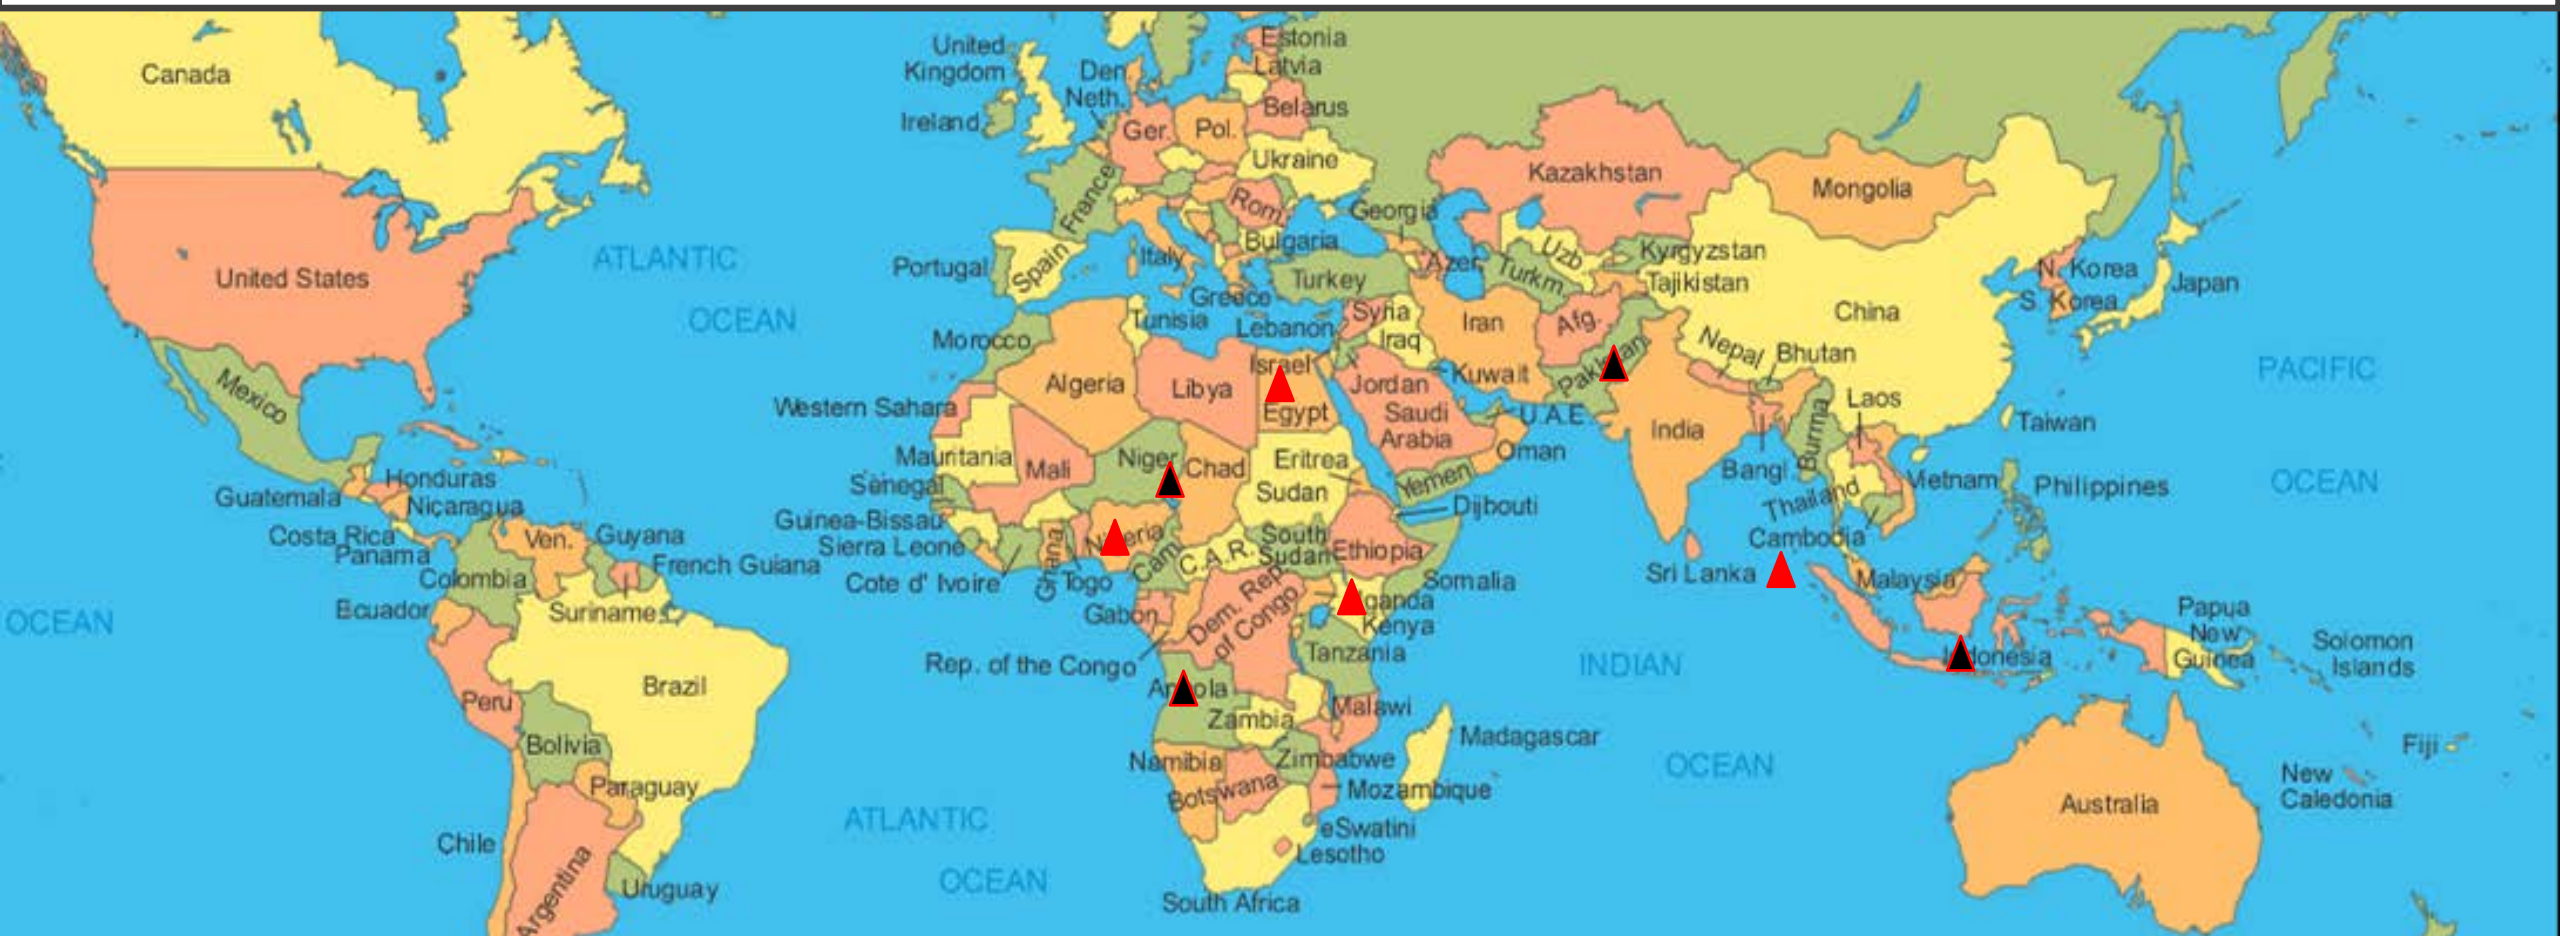 Canada
United States
Mexico
Guatemala
Honduras
Nicaragua
Costa Rica
Panama
Ven.
Guyana
French Guiana
Suriname
Colombia
Ecuador
Peru
Brazil
Bolivia
Paraguay
Chile
Argentina
Uruguay
OCEAN
ATLANTIC
OCEAN
ATLANTIC
OCEAN
United
Kingdom
Ireland
Den.
Neth.
Estonia
Latvia
Belarus
Ger.
Pol.
Ukraine
France
Rom.
Bulgaria
Italy
Spain
Portugal
Greece
Turkey
Georgia
Azer.
Kazakhstan
Uzb.
Turkm.
Kyrgyzstan
Tajikistan
Mongolia
China
N. Korea
S. Korea
Japan
Taiwan
Morocco
Tunisia
Lebanon
Syria
Iraq
Iran
Afg.
Pakistan
Israel
Jordan
Kuwait
Saudi
Arabia
U.A.E.
Oman
Yemen
Nepal
Bhutan
India
Bangl.
Burma
Laos
Thailand
Vietnam
Cambodia
Philippines
Sri Lanka
Malaysia
Indonesia
Papua
New
Guinea
Solomon
Islands
Algeria
Libya
Egypt
Western Sahara
Mauritania
Mali
Niger
Chad
Eritrea
Sudan
Dijbouti
Senegal
Guinea-Bissau
Sierra Leone
Cote d' Ivoire
Ghana
Togo
Nigeria
Cam.
C.A.R.
South
Sudan
Ethiopia
Somalia
Uganda
Kenya
Gabon
Dem. Rep.
of Congo
Rep. of the Congo
Tanzania
Angola
Zambia
Malawi
Madagascar
Namibia
Zimbabwe
Botswana
Mozambique
eSwatini
Lesotho
South Africa
INDIAN
OCEAN
PACIFIC
OCEAN
Australia
New
Caledonia
Fiji